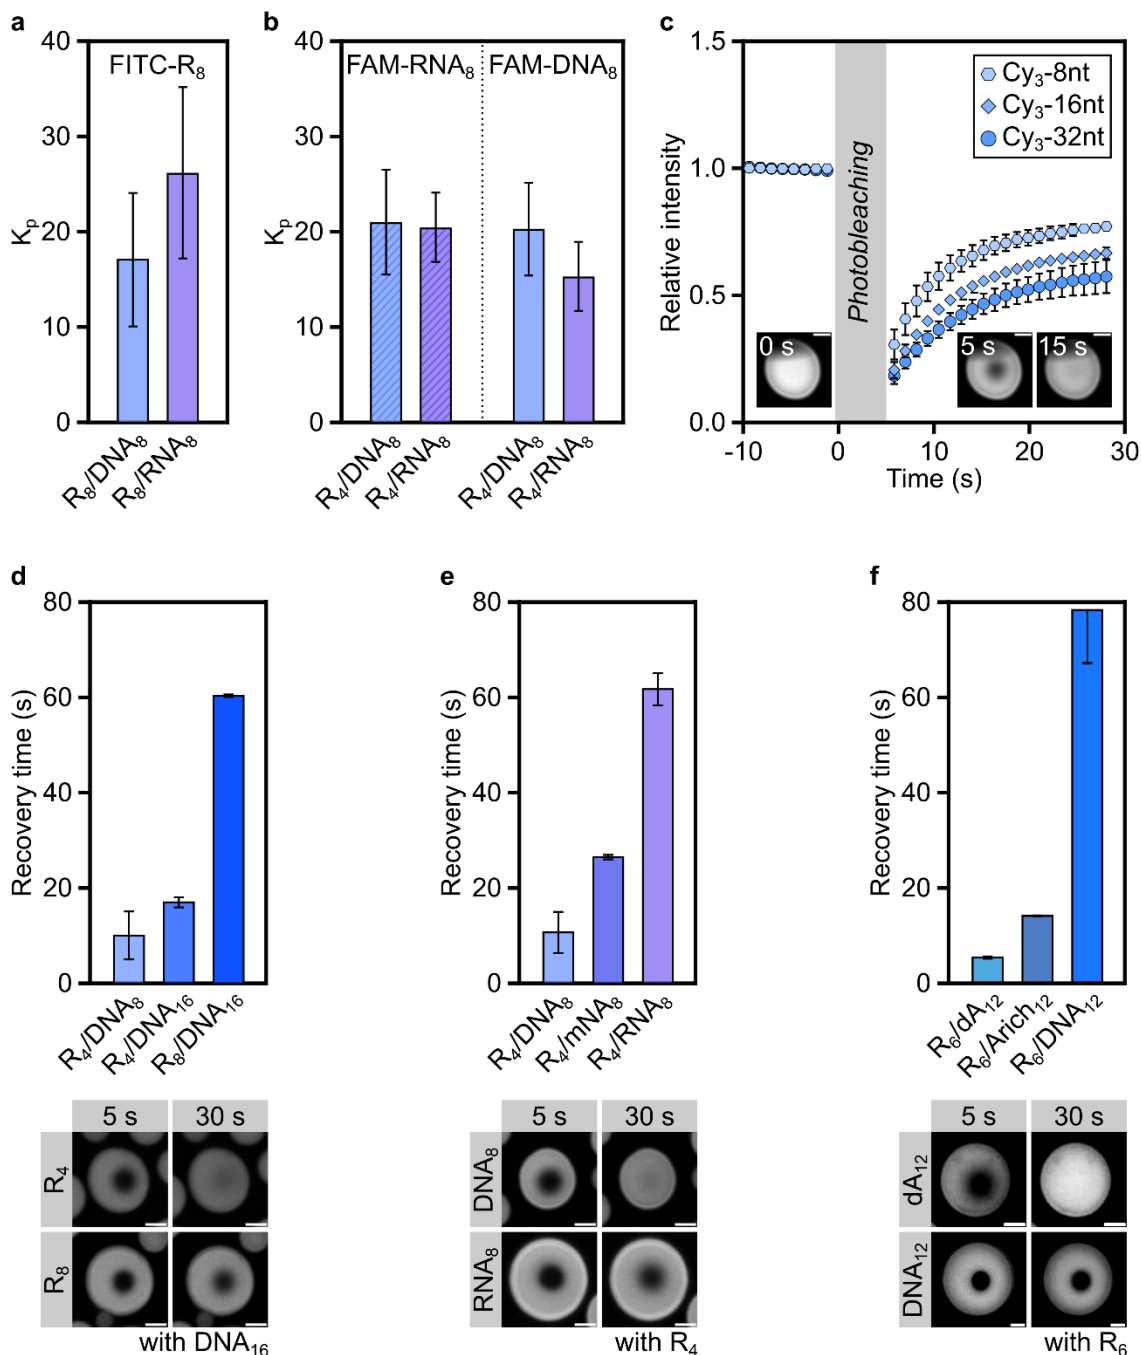 a
40
30
20
10
0
Kp
FITC-R8
R8/DNA8
R8/RNA8
b
40
30
20
10
0
Kp
FAM-RNA8
FAM-DNA8
R4/DNA8
R4/RNA8
R4/DNA8
R4/RNA8
c
1.5
1.0
0.5
0.0
Relative intensity
Photobleaching
Cy3-8nt
Cy3-16nt
Cy3-32nt
0 s
5 s
15 s
-10
0
10
20
30
Time (s)
d
80
60
40
20
0
Recovery time (s)
R4/DNA8
R4/DNA16
R8/DNA16
5 s
30 s
R4
R8
with DNA16
e
80
60
40
20
0
Recovery time (s)
R4/DNA8
R4/mNA8
R4/RNA8
5 s
30 s
DNA8
RNA8
with R4
f
80
60
40
20
0
Recovery time (s)
R6/dA12
R6/Arich12
R6/DNA12
5 s
30 s
dA12
DNA12
with R6